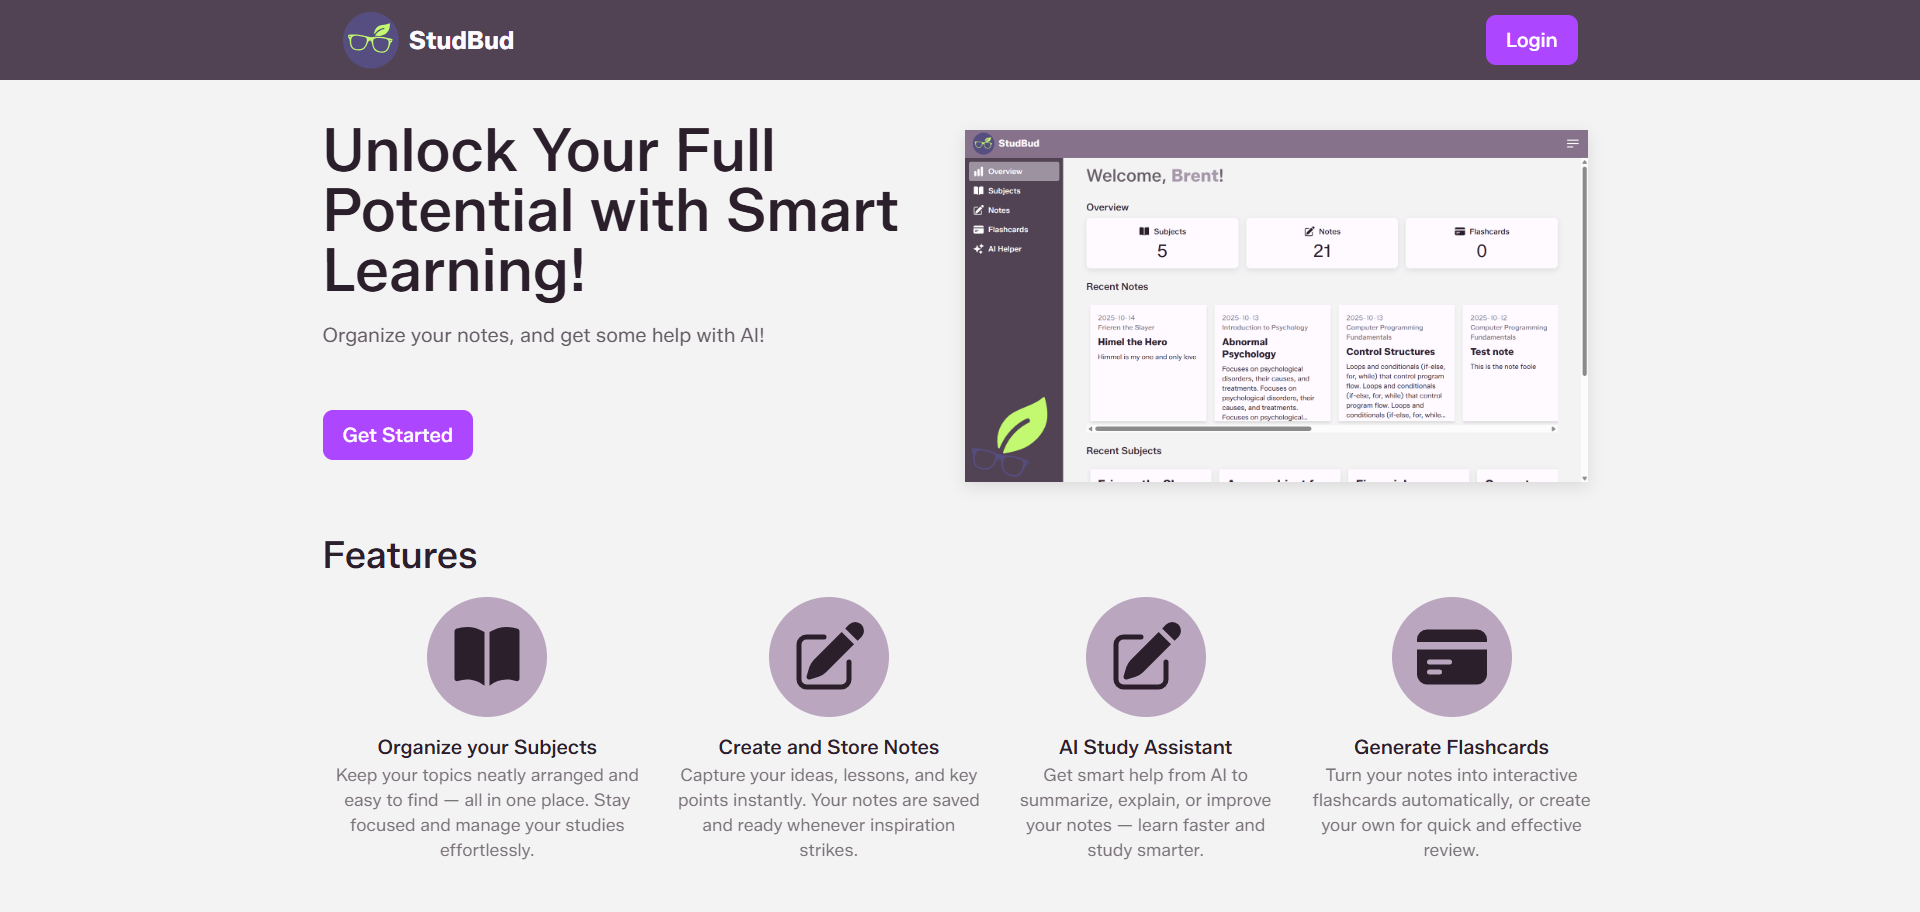 StudBud
Login
Unlock Your Full
Potential with Smart
Learning!
Organize your notes, and get some help with AI!
Get Started
StudBud
Overview
Subjects
Notes
Flashcards
AI Helper
Welcome, Brent!
Overview
Subjects
5
Notes
21
Flashcards
0
Recent Notes
2025-10-14
Frieren the Slayer
Himel the Hero
Himmel is my one and only love
2025-10-13
Introduction to Psychology
Abnormal
Psychology
Focuses on psychological
disorders, their causes, and
treatments. Focuses on
psychological disorders, their
causes, and treatments.
Focuses on psychological...
2025-10-13
Computer Programming
Fundamentals
Control Structures
Loops and conditionals (if-else,
for, while) that control program
flow. Loops and conditionals
(if-else, for, while) that control
program flow. Loops and
conditionals (if-else, for, while...
2025-10-12
Computer Programming
Fundamentals
Test note
This is the note foole
Recent Subjects
Features
Organize your Subjects
Keep your topics neatly arranged and
easy to find — all in one place. Stay
focused and manage your studies
effortlessly.
Create and Store Notes
Capture your ideas, lessons, and key
points instantly. Your notes are saved
and ready whenever inspiration
strikes.
AI Study Assistant
Get smart help from AI to
summarize, explain, or improve
your notes — learn faster and
study smarter.
Generate Flashcards
Turn your notes into interactive
flashcards automatically, or create
your own for quick and effective
review.